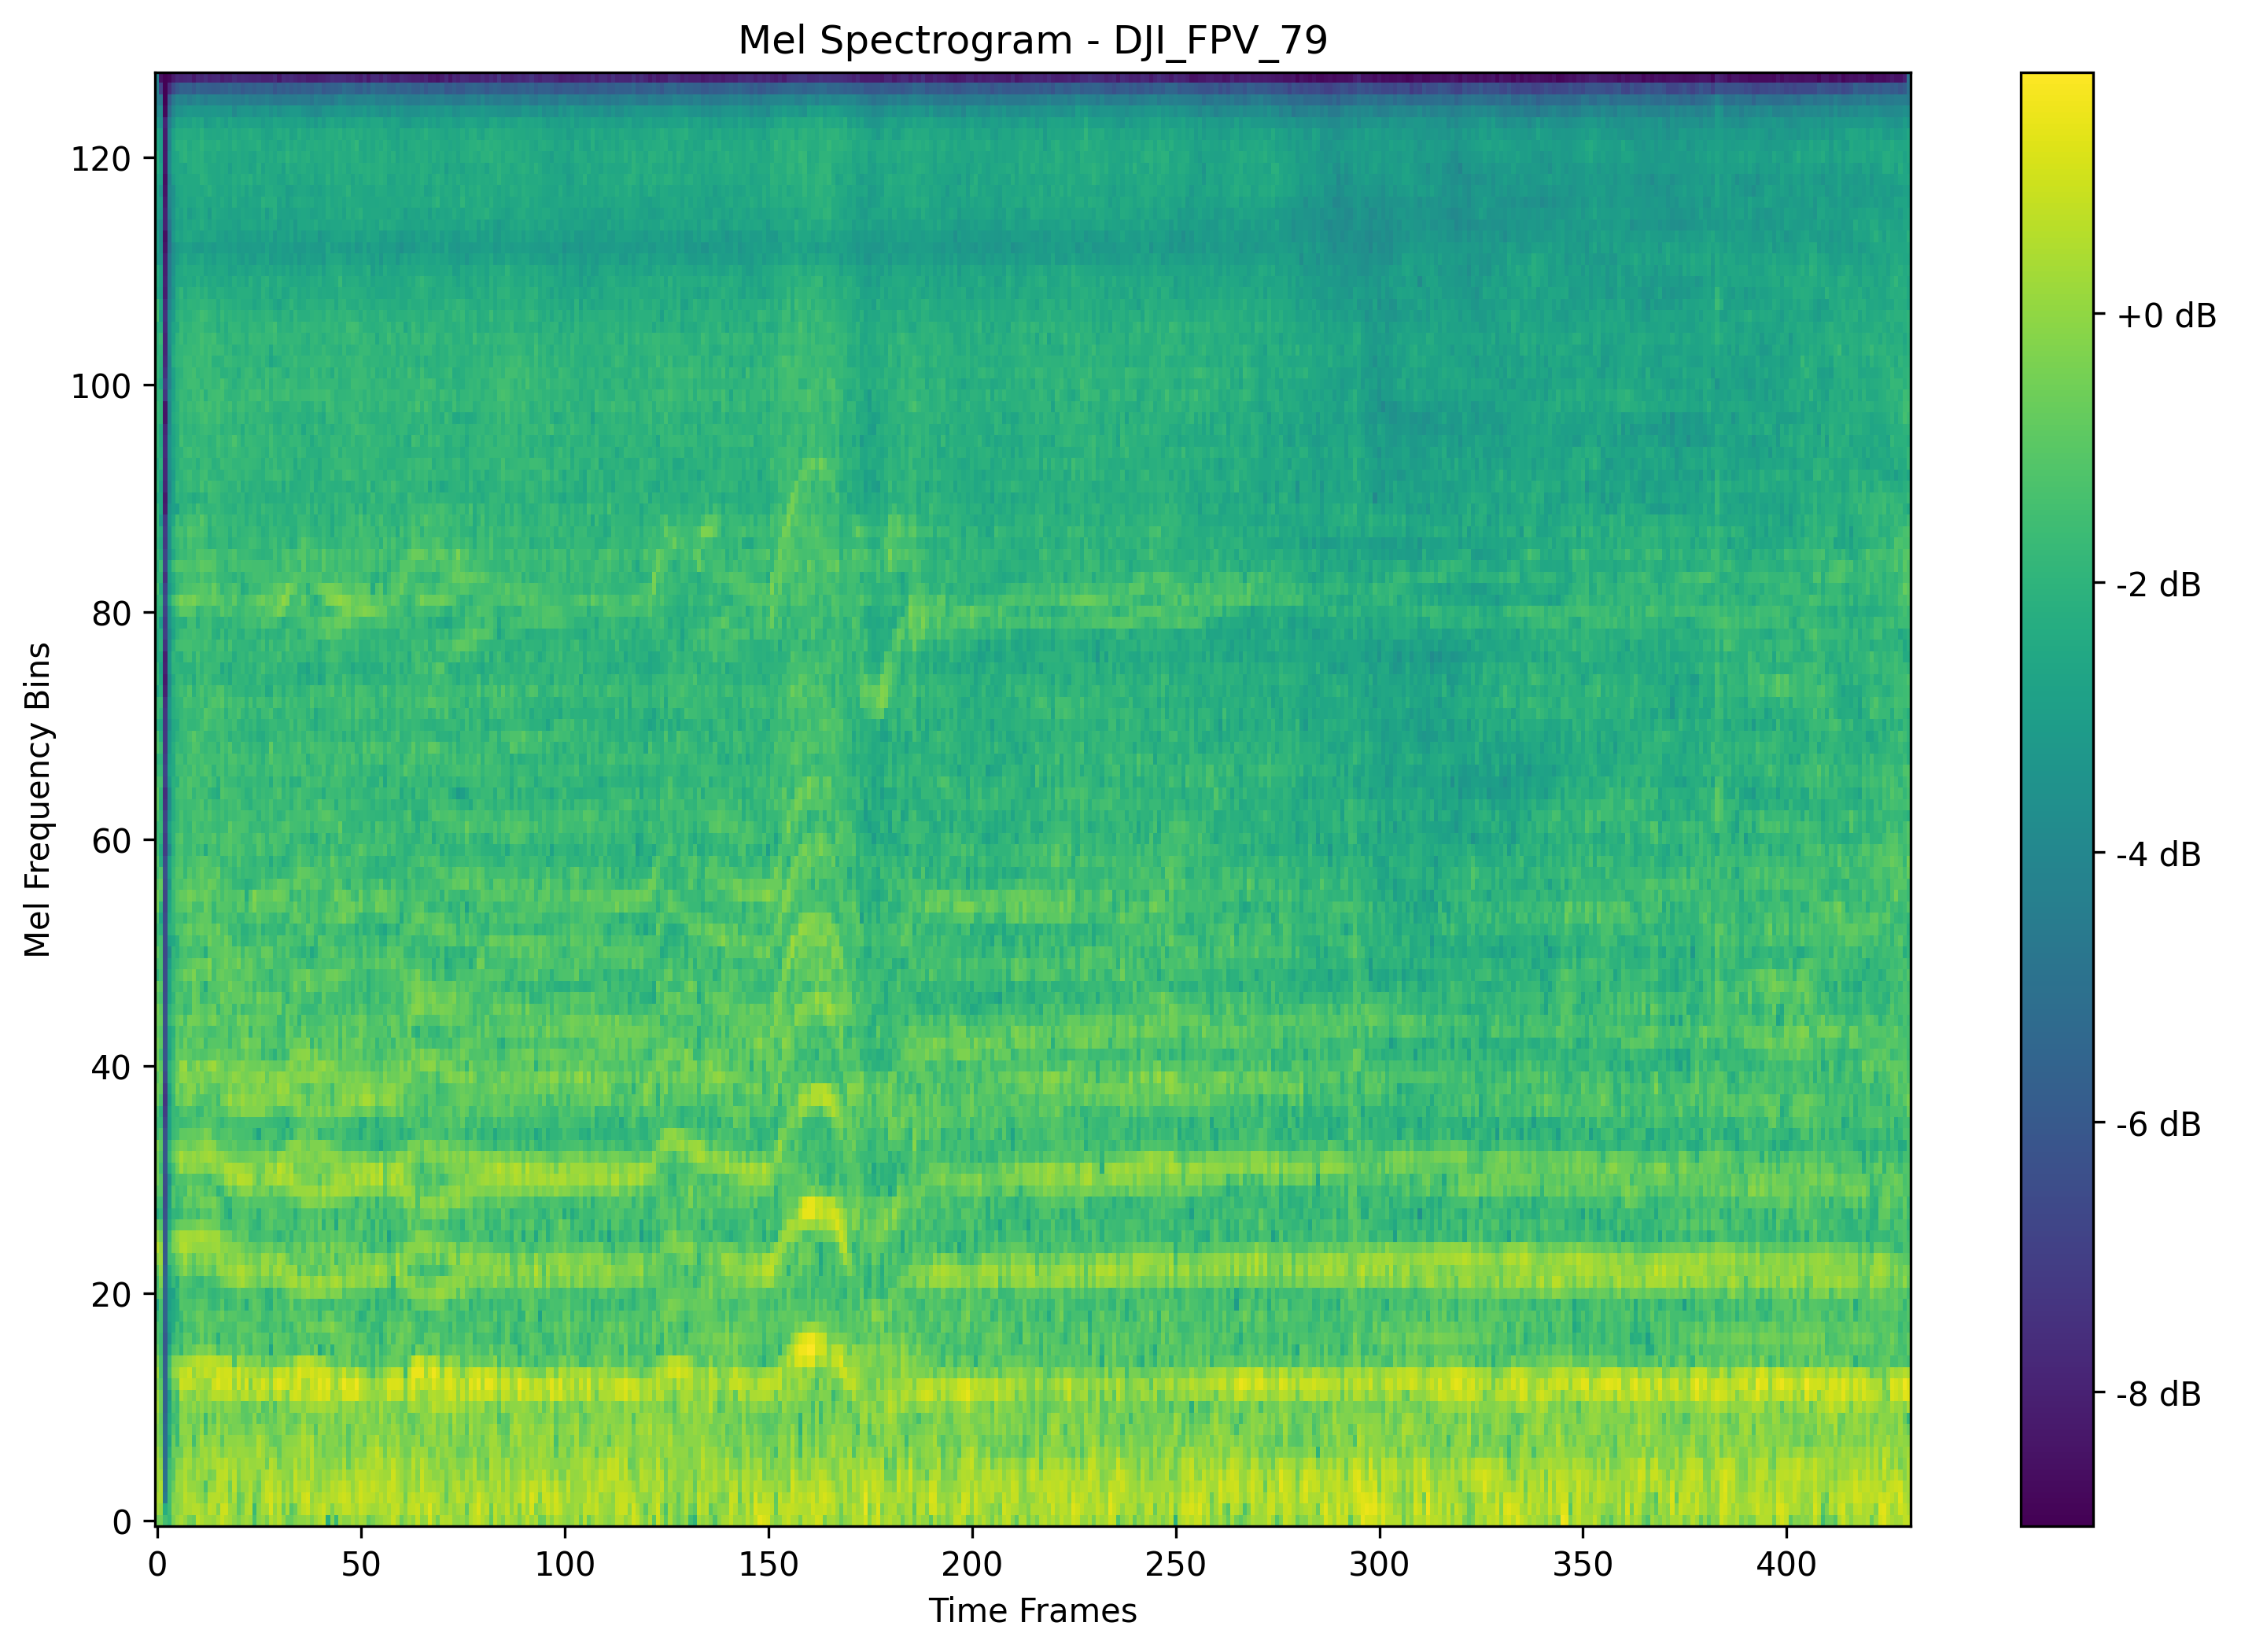 Mel Spectrogram - DJI_FPV_79
Mel Frequency Bins
120
100
80
60
40
20
0
0 50 100 150 200 250 300 350 400
Time Frames
+0 dB
-2 dB
-4 dB
-6 dB
-8 dB